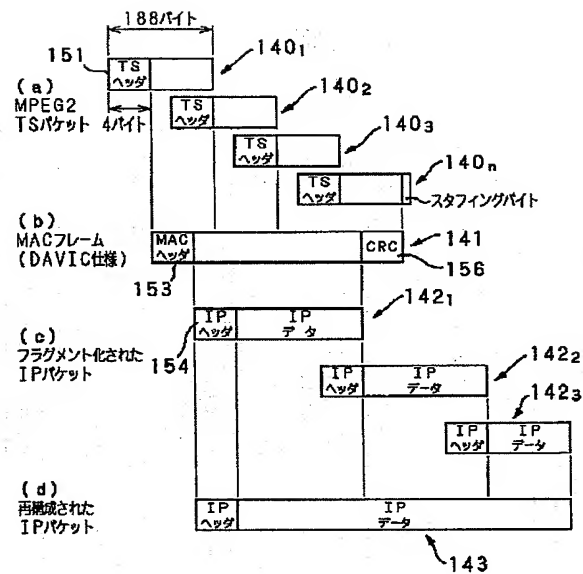 188バイト
151
TS
ヘッダ
140₁
(a)
MPEG2
TSパケット
4バイト
TS
ヘッダ
140₂
TS
ヘッダ
140₃
TS
ヘッダ
140n
スタフィングバイト
(b)
MACフレーム
(DAVIC仕様)
MAC
ヘッダ
CRC
141
153
156
142₁
IP
ヘッダ
IP
データ
(c)
フラグメント化された
IPパケット
154
IP
ヘッダ
IP
データ
142₂
142₃
IP
ヘッダ
IP
データ
(d)
再構成された
IPパケット
IP
ヘッダ
IP
データ
143